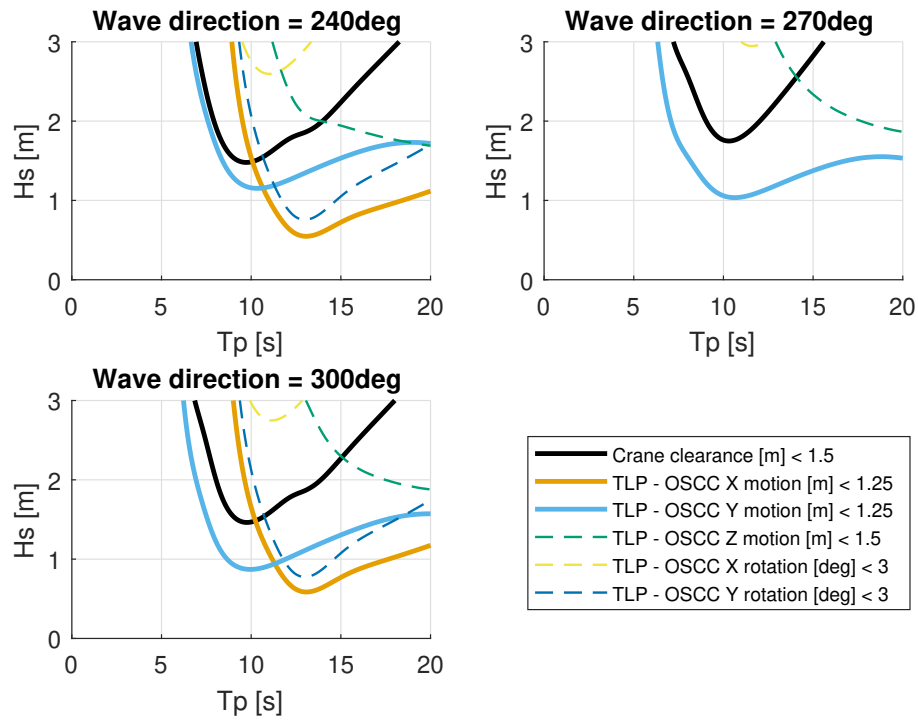 Wave direction = 240deg
3
2
1
0
Hs [m]
0
5
10
15
20
Tp [s]
Wave direction = 270deg
3
2
1
0
Hs [m]
0
5
10
15
20
Tp [s]
Wave direction = 300deg
3
2
1
0
Hs [m]
0
5
10
15
20
Tp [s]
Crane clearance [m] < 1.5
TLP - OSCC X motion [m] < 1.25
TLP - OSCC Y motion [m] < 1.25
TLP - OSCC Z motion [m] < 1.5
TLP - OSCC X rotation [deg] < 3
TLP - OSCC Y rotation [deg] < 3